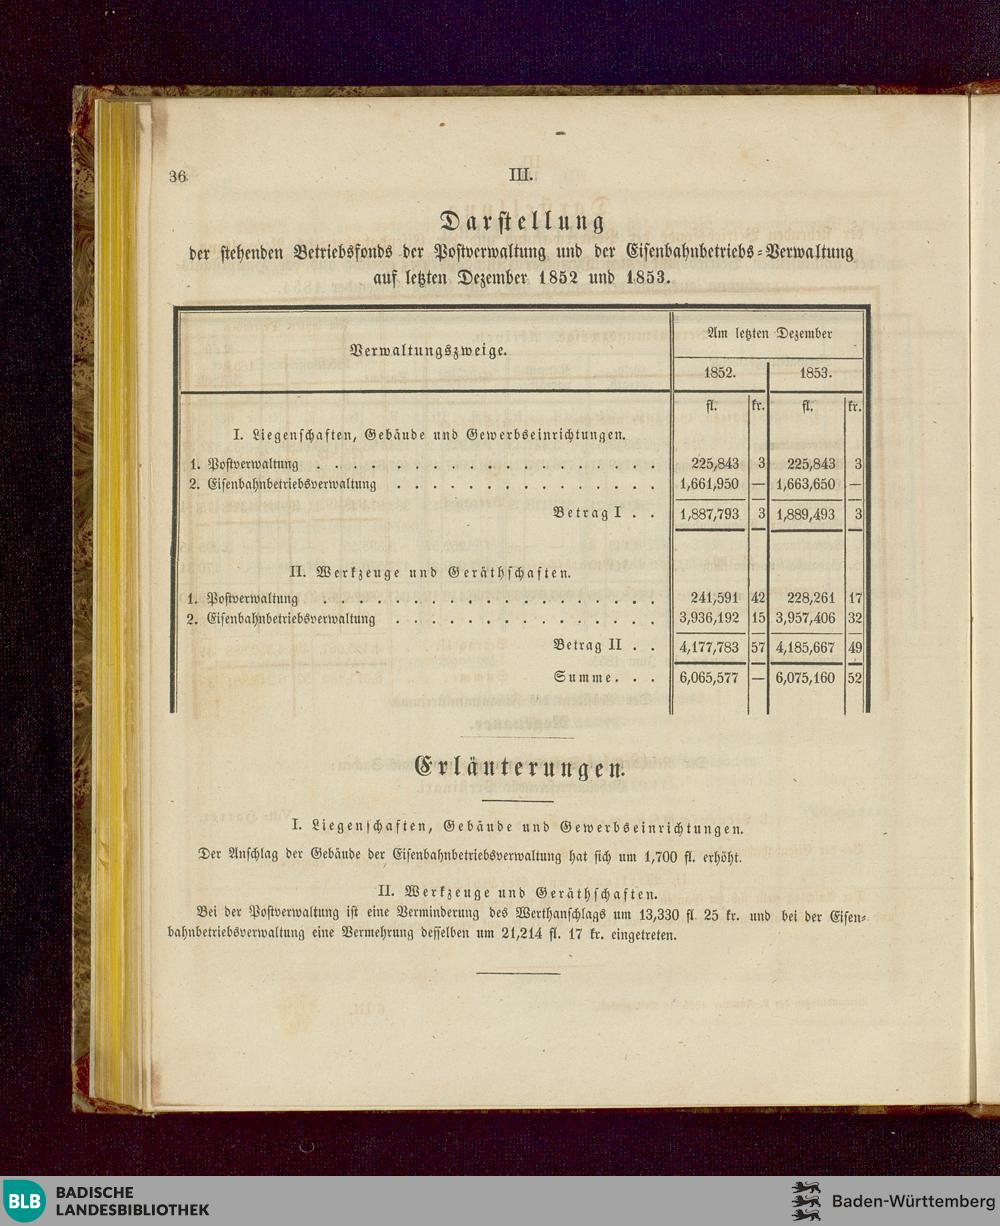 36
III.
Darstellung
der stehenden Betriebsfonds der Postverwaltung und der Eisenbahnbetriebs-Verwaltung
auf letzten Dezember 1852 und 1853.
Verwaltungszweige.
Am letzten Dezember
1852. 1853.
fl. kr. fl. kr.
I. Liegenschaften, Gebäude und Gewerbseinrichtungen.
1. Postverwaltung . . . . . . . . . . . . . . . . . . 225,843 3 225,843 3
2. Eisenbahnbetriebsverwaltung . . . . . . . . . . . . . . 1,661,950 — 1,663,650 —
Betrag I . . 1,887,793 3 1,889,493 3
II. Werkzeuge und Geräthschaften.
1. Postverwaltung . . . . . . . . . . . . . . . . . . 241,591 42 228,261 17
2. Eisenbahnbetriebsverwaltung . . . . . . . . . . . . . . 3,936,192 15 3,957,406 32
Betrag II . . 4,177,783 57 4,185,667 49
Summe. . . 6,065,577 — 6,075,160 52
Erläuterungen.
I. Liegenschaften, Gebäude und Gewerbseinrichtungen.
Der Anschlag der Gebäude der Eisenbahnbetriebsverwaltung hat sich um 1,700 fl. erhöht.
II. Werkzeuge und Geräthschaften.
Bei der Postverwaltung ist eine Verminderung des Werthanschlags um 13,330 fl. 25 kr. und bei der Eisen-
bahnbetriebsverwaltung eine Vermehrung desselben um 21,214 fl. 17 kr. eingetreten.
BLB BADISCHE
LANDESBIBLIOTHEK
Baden-Württemberg